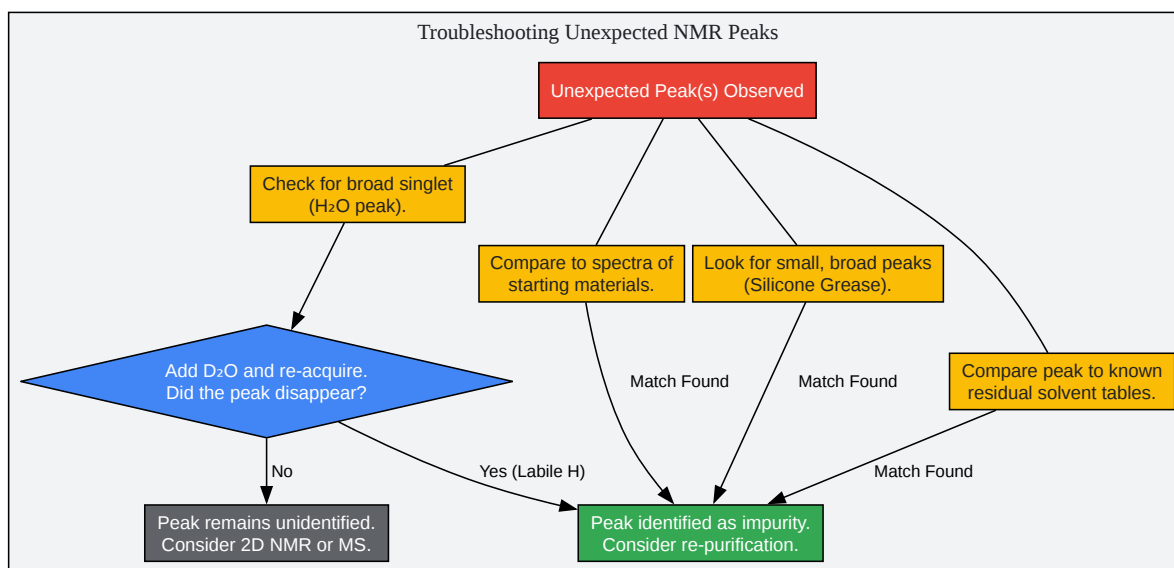 Troubleshooting Unexpected NMR Peaks
Unexpected Peak(s) Observed
Check for broad singlet
(H₂O peak).
Compare to spectra of
starting materials.
Look for small, broad peaks
(Silicone Grease).
Compare peak to known
residual solvent tables.
Add D₂O and re-acquire.
Did the peak disappear?
Match Found
Match Found
Match Found
No
Yes (Labile H)
Peak remains unidentified.
Consider 2D NMR or MS.
Peak identified as impurity.
Consider re-purification.